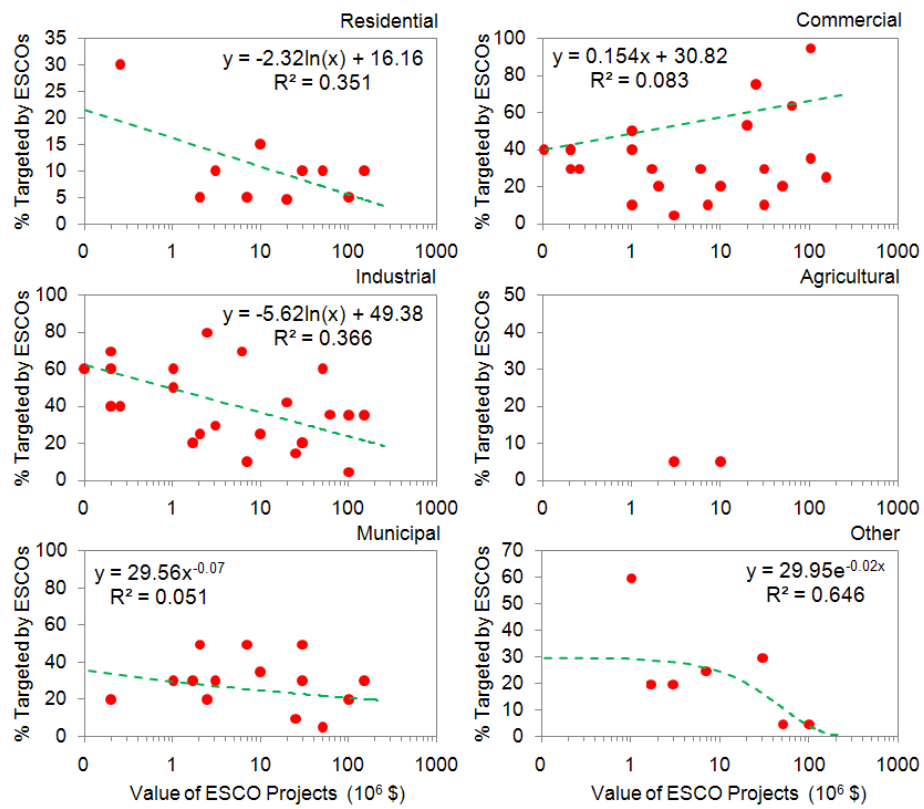 Residential
% Targeted by ESCOs
35
30
25
20
15
10
5
0
y = -2.32ln(x) + 16.16
R² = 0.351
0 1 10 100 1000
Commercial
% Targeted by ESCOs
100
80
60
40
20
0
y = 0.154x + 30.82
R² = 0.083
0 1 10 100 1000
Industrial
% Targeted by ESCOs
100
80
60
40
20
0
y = -5.62ln(x) + 49.38
R² = 0.366
0 1 10 100 1000
Agricultural
% Targeted by ESCOs
50
40
30
20
10
0
0 1 10 100 1000
Municipal
% Targeted by ESCOs
100
80
60
40
20
0
y = 29.56x⁻⁰·⁰⁷
R² = 0.051
0 1 10 100 1000
Value of ESCO Projects (10⁶ $)
Other
% Targeted by ESCOs
70
60
50
40
30
20
10
0
y = 29.95e⁻⁰·⁰²ˣ
R² = 0.646
0 1 10 100 1000
Value of ESCO Projects (10⁶ $)